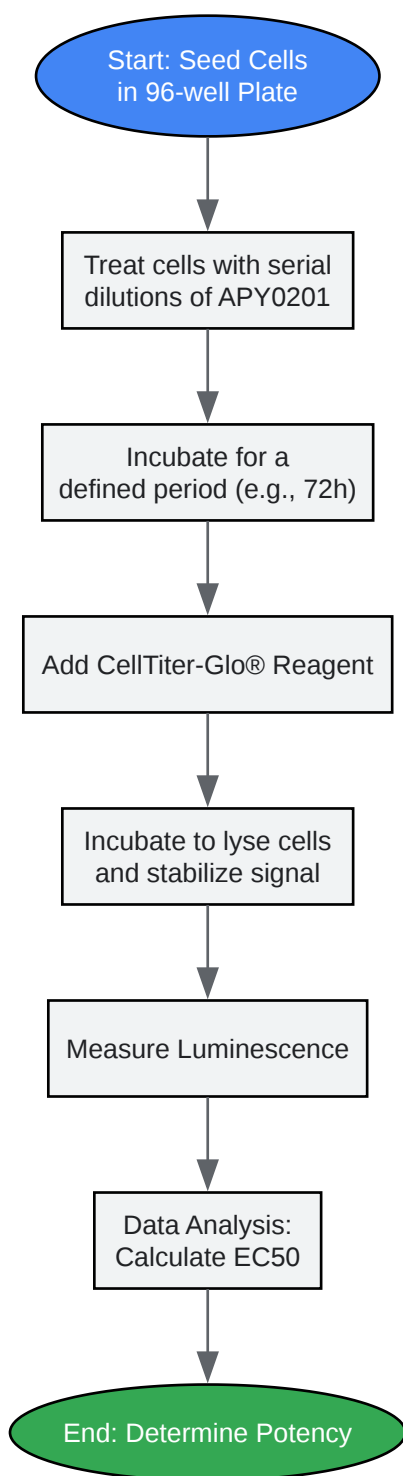 Start: Seed Cells
in 96-well Plate
Treat cells with serial
dilutions of APY0201
Incubate for a
defined period (e.g., 72h)
Add CellTiter-Glo® Reagent
Incubate to lyse cells
and stabilize signal
Measure Luminescence
Data Analysis:
Calculate EC50
End: Determine Potency